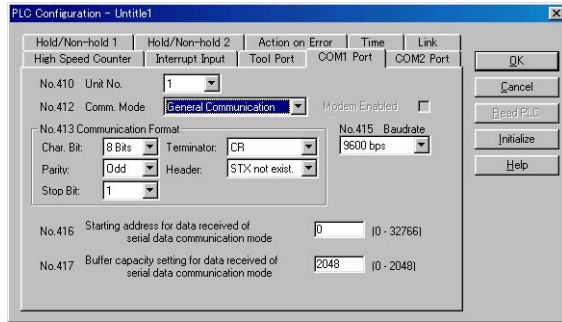 PLC Configuration - Untitle1
Hold/Non-hold 1 Hold/Non-hold 2 Action on Error Time Link
High Speed Counter Interrupt Input Tool Port COM1 Port COM2 Port
No.410 Unit No. 1
No.412 Comm. Mode General Communication Modem Enabled
No.413 Communication Format
Char. Bit: 8 Bits Terminator: CR
Parity: Odd Header: STX not exist.
Stop Bit: 1
No.415 Baudrate
9600 bps
No.416 Starting address for data received of
serial data communication mode 0 (0 - 32766)
No.417 Buffer capacity setting for data received of
serial data communication mode 2048 (0 - 2048)
OK
Cancel
Read PLC
Initialize
Help